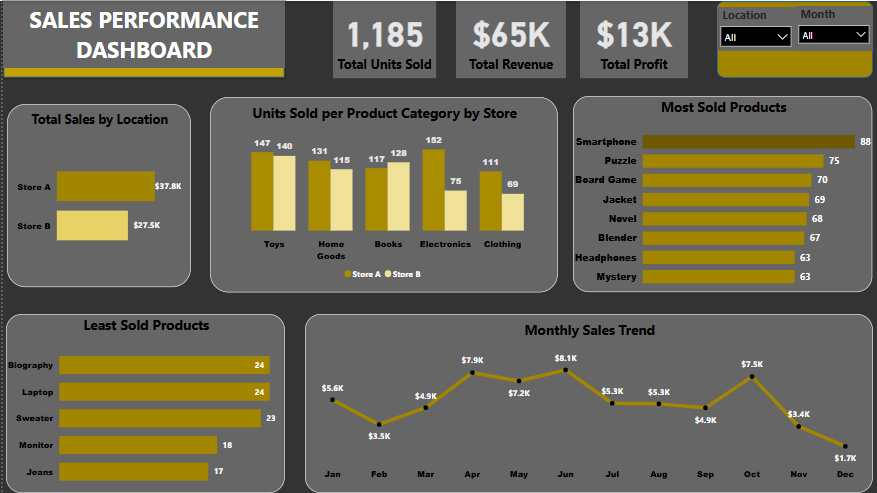 SALES PERFORMANCE
DASHBOARD
1,185
Total Units Sold
$65K
Total Revenue
$13K
Total Profit
Location
All
Month
All
Total Sales by Location
Store A
$37.8K
Store B
$27.5K
Units Sold per Product Category by Store
147 140
131 115
117 128
152 75
111 69
Toys
Home
Goods
Books
Electronics
Clothing
Store A Store B
Most Sold Products
Smartphone 88
Puzzle 75
Board Game 70
Jacket 69
Novel 68
Blender 67
Headphones 63
Mystery 63
Least Sold Products
Biography 24
Laptop 24
Sweater 23
Monitor 18
Jeans 17
Monthly Sales Trend
$5.6K
$3.5K
$4.9K
$7.9K
$7.2K
$8.1K
$5.3K
$5.3K
$4.9K
$7.5K
$3.4K
$1.7K
Jan Feb Mar Apr May Jun Jul Aug Sep Oct Nov Dec